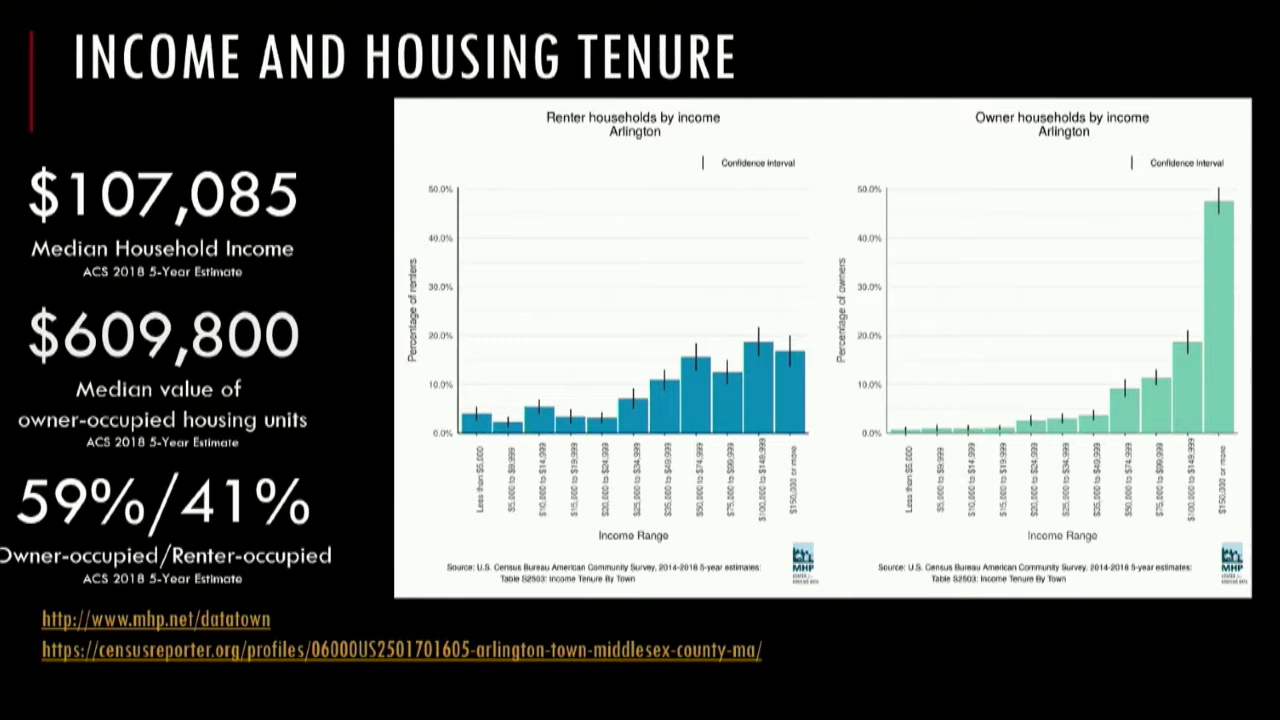 INCOME AND HOUSING TENURE
$107,085
Median Household Income
ACS 2018 5-Year Estimate
$609,800
Median value of
owner-occupied housing units
ACS 2018 5-Year Estimate
59%/41%
Owner-occupied/Renter-occupied
ACS 2018 5-Year Estimate
Renter households by income
Arlington
Confidence interval
50.0%
40.0%
30.0%
20.0%
10.0%
0.0%
Percentage of renters
Less than $5,000
$5,000 to $9,999
$10,000 to $14,999
$15,000 to $19,999
$20,000 to $24,999
$25,000 to $34,999
$35,000 to $49,999
$50,000 to $74,999
$75,000 to $99,999
$100,000 to $149,999
$150,000 or more
Income Range
Source: U.S. Census Bureau American Community Survey, 2014-2018 5-year estimates:
Table S2503: Income Tenure By Town
MHP
Owner households by income
Arlington
Confidence interval
50.0%
40.0%
30.0%
20.0%
10.0%
0.0%
Percentage of owners
Less than $5,000
$5,000 to $9,999
$10,000 to $14,999
$15,000 to $19,999
$20,000 to $24,999
$25,000 to $34,999
$35,000 to $49,999
$50,000 to $74,999
$75,000 to $99,999
$100,000 to $149,999
$150,000 or more
Income Range
Source: U.S. Census Bureau American Community Survey, 2014-2018 5-year estimates:
Table S2503: Income Tenure By Town
MHP
http://www.mhp.net/datatown
https://censusreporter.org/profiles/06000US2501701605-arlington-town-middlesex-county-ma/